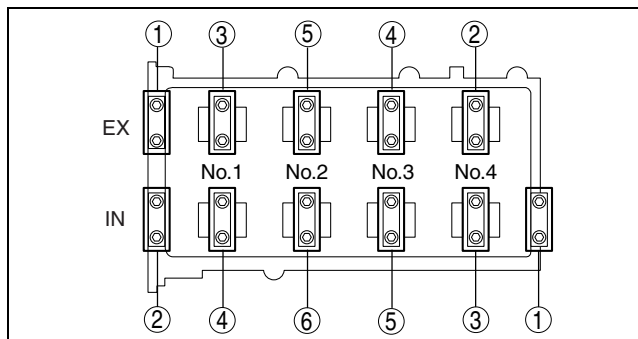 ① ③ ⑤ ④ ②
EX
No.1 No.2 No.3 No.4
IN
② ④ ⑥ ⑤ ③ ①